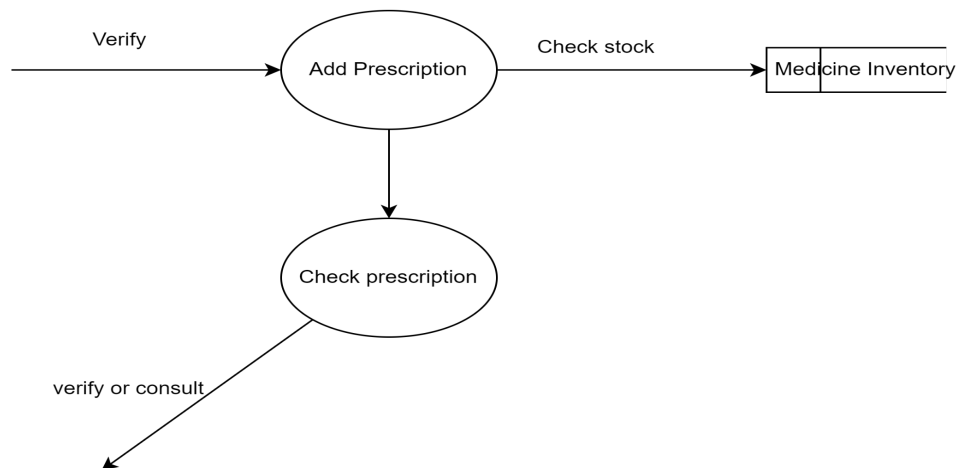 Verify
Add Prescription
Check stock
Medicine Inventory
Check prescription
verify or consult